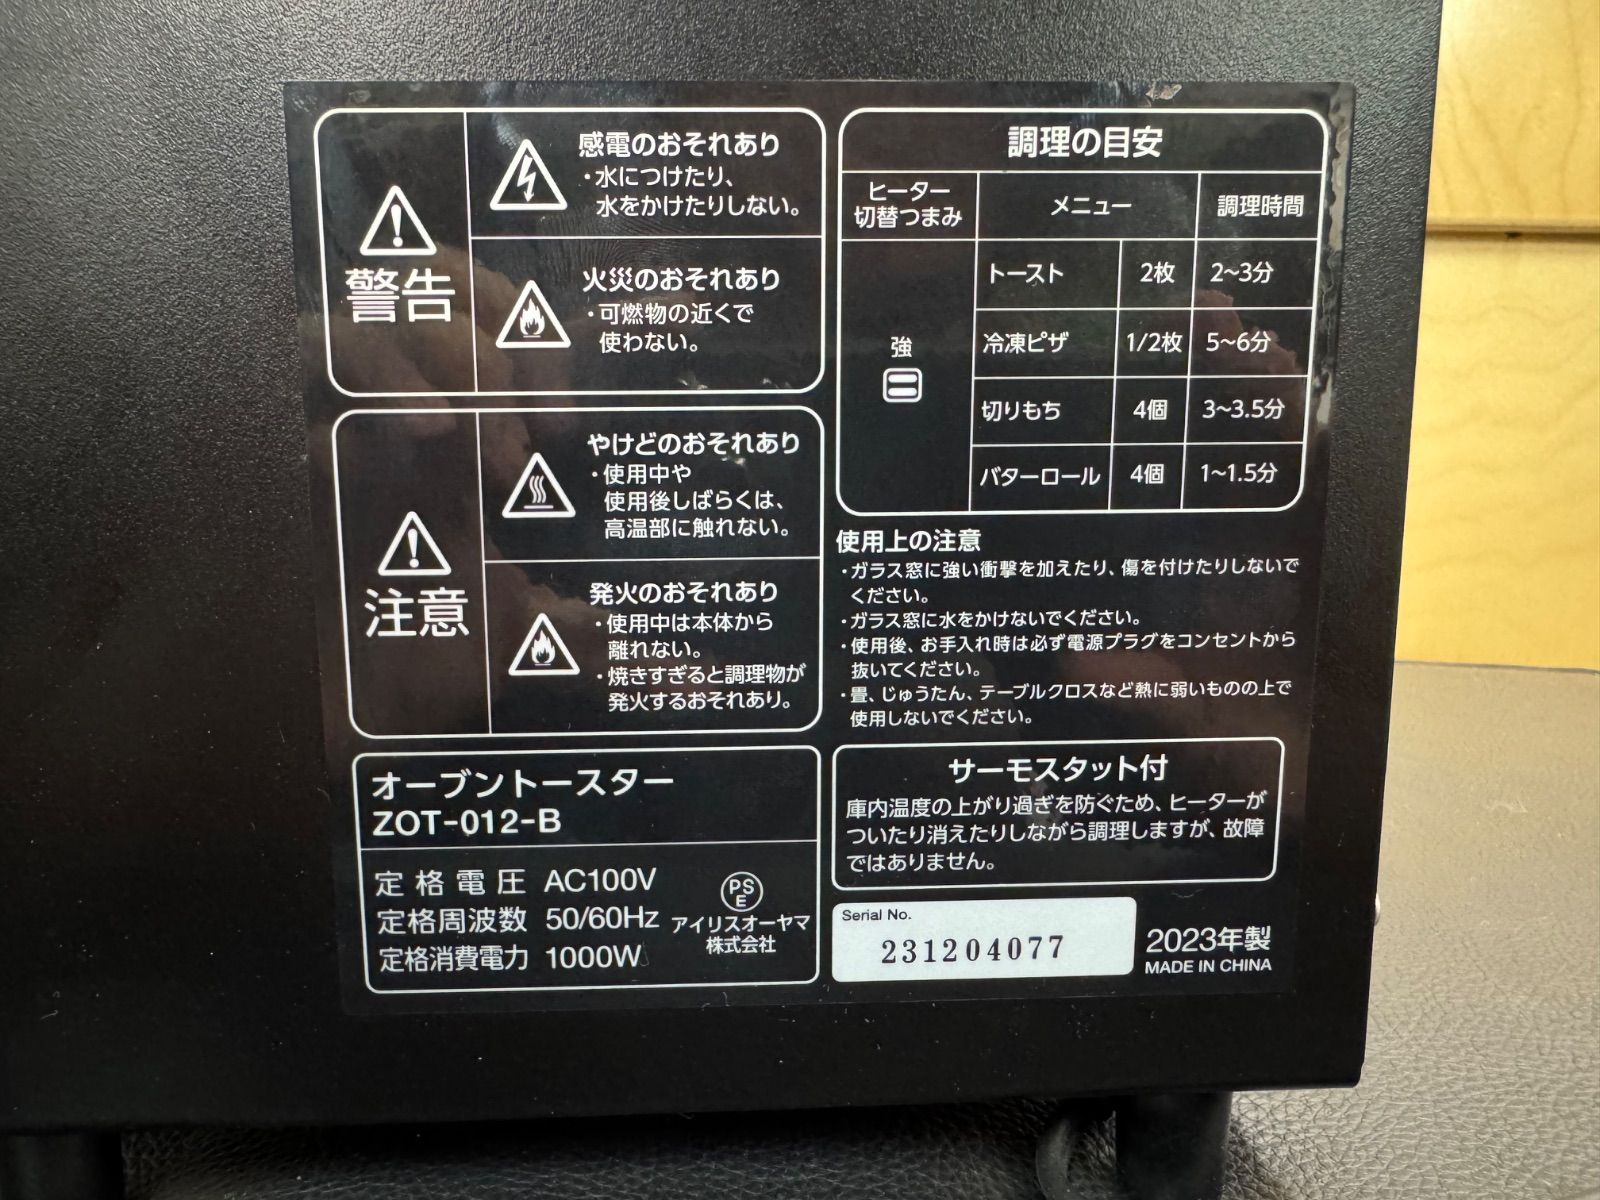 警告
感電のおそれあり
・水につけたり、
水をかけたりしない。
火災のおそれあり
・可燃物の近くで
使わない。
注意
やけどのおそれあり
・使用中や
使用後しばらくは、
高温部に触れない。
発火のおそれあり
・使用中は本体から
離れない。
・焼きすぎると調理物が
発火するおそれあり。
オーブントースター
ZOT-012-B
定格電圧 AC100V
定格周波数 50/60Hz
定格消費電力 1000W
PS
E
アイリスオーヤマ
株式会社
調理の目安
ヒーター
切替つまみ
メニュー 調理時間
強
トースト 2枚 2~3分
冷凍ピザ 1/2枚 5~6分
切りもち 4個 3~3.5分
バターロール 4個 1~1.5分
使用上の注意
・ガラス窓に強い衝撃を加えたり、傷を付けたりしないで
ください。
・ガラス窓に水をかけないでください。
・使用後、お手入れ時は必ず電源プラグをコンセントから
抜いてください。
・畳、じゅうたん、テーブルクロスなど熱に弱いものの上で
使用しないでください。
サーモスタット付
庫内温度の上がり過ぎを防ぐため、ヒーターが
ついたり消えたりしながら調理しますが、故障
ではありません。
Serial No.
231204077
2023年製
MADE IN CHINA